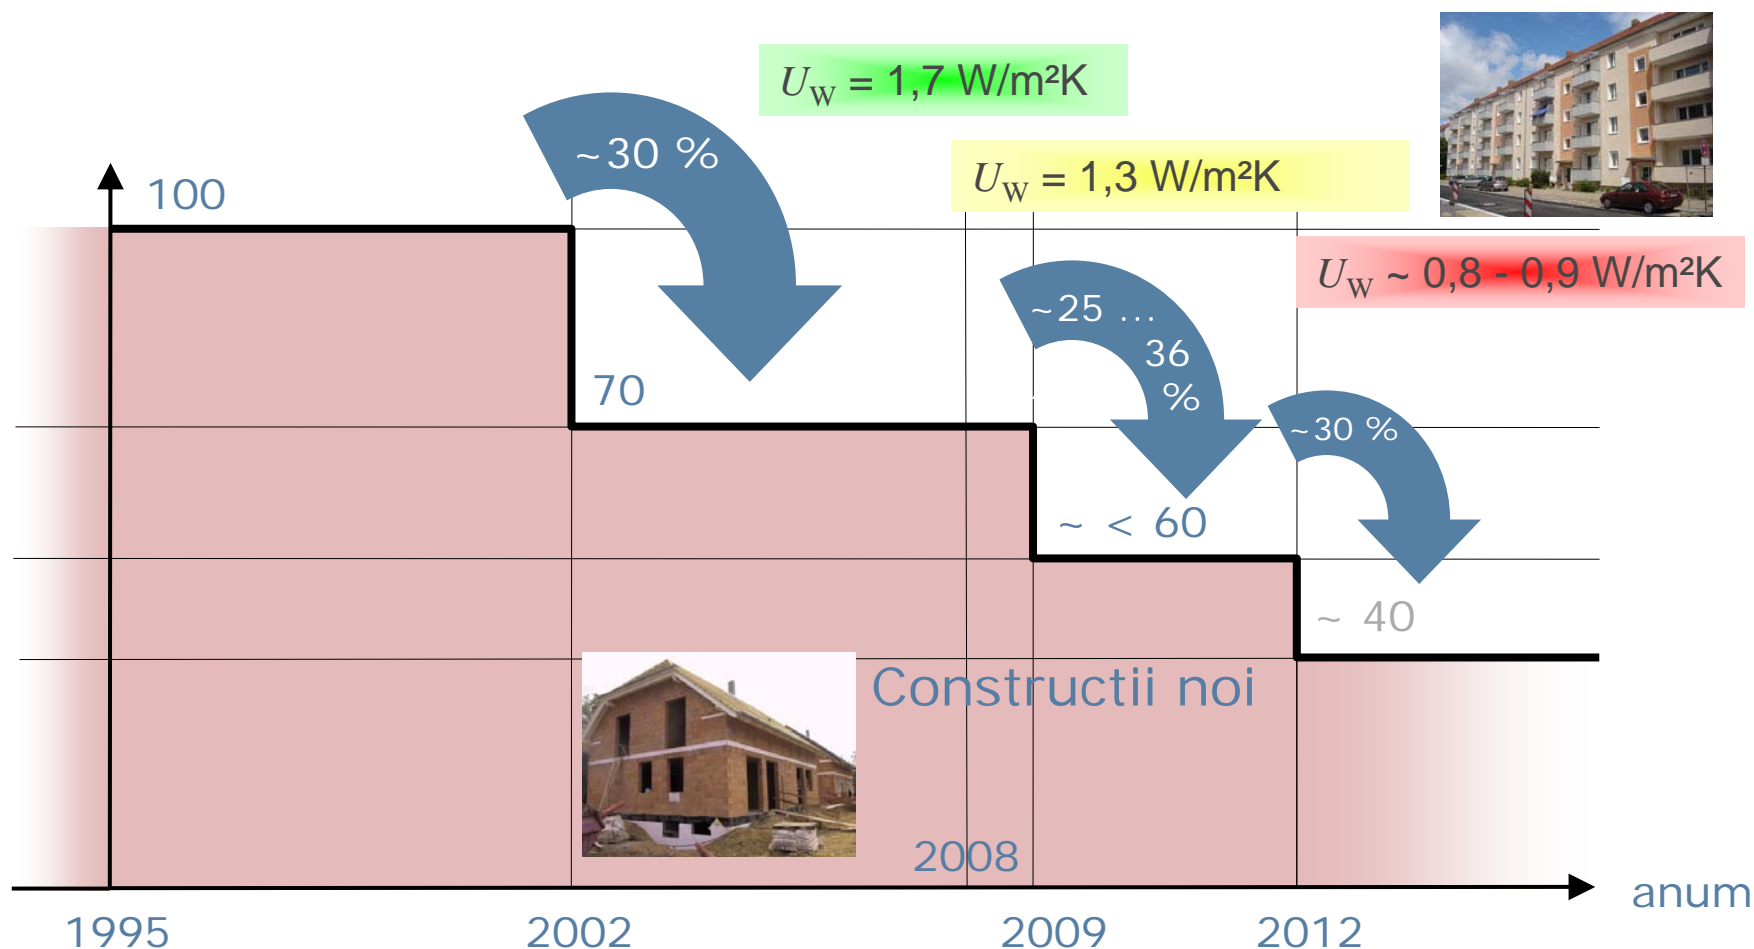 U_w = 1,7 W/m²K
~30 %
U_w = 1,3 W/m²K
100
U_w ~ 0,8 - 0,9 W/m²K
~25 ...
36
%
70
~30 %
~ < 60
~ 40
Constructii noi
2008
anum
1995 2002 2009 2012